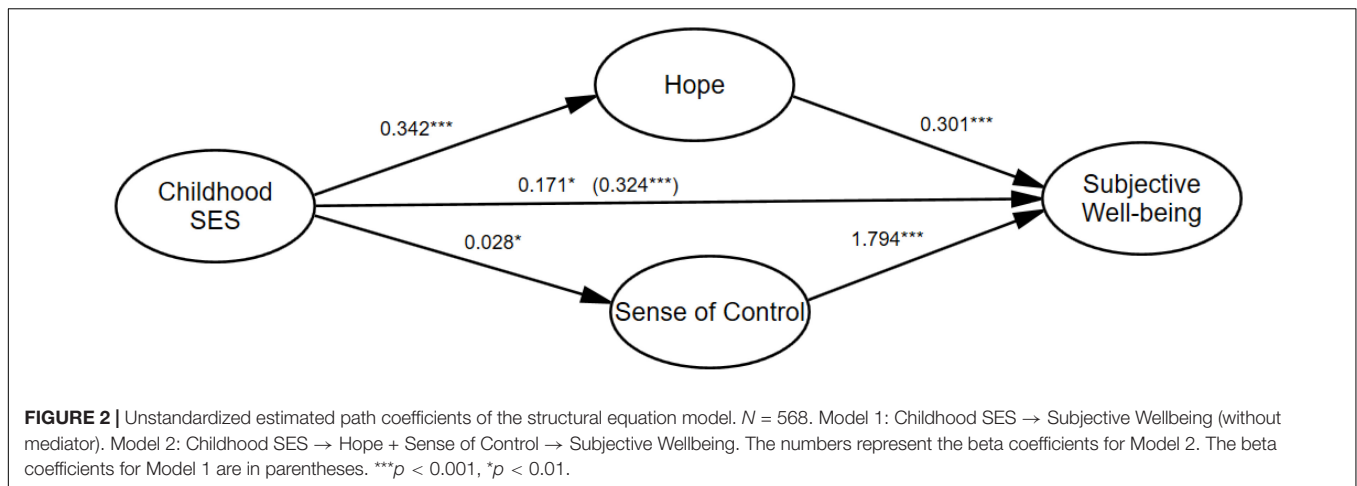 Hope
0.342***
0.301***
Childhood
SES
0.171* (0.324***)
Subjective
Well-being
0.028*
1.794***
Sense of Control
FIGURE 2 | Unstandardized estimated path coefficients of the structural equation model. N = 568. Model 1: Childhood SES → Subjective Wellbeing (without
mediator). Model 2: Childhood SES → Hope + Sense of Control → Subjective Wellbeing. The numbers represent the beta coefficients for Model 2. The beta
coefficients for Model 1 are in parentheses. ***p < 0.001, *p < 0.01.